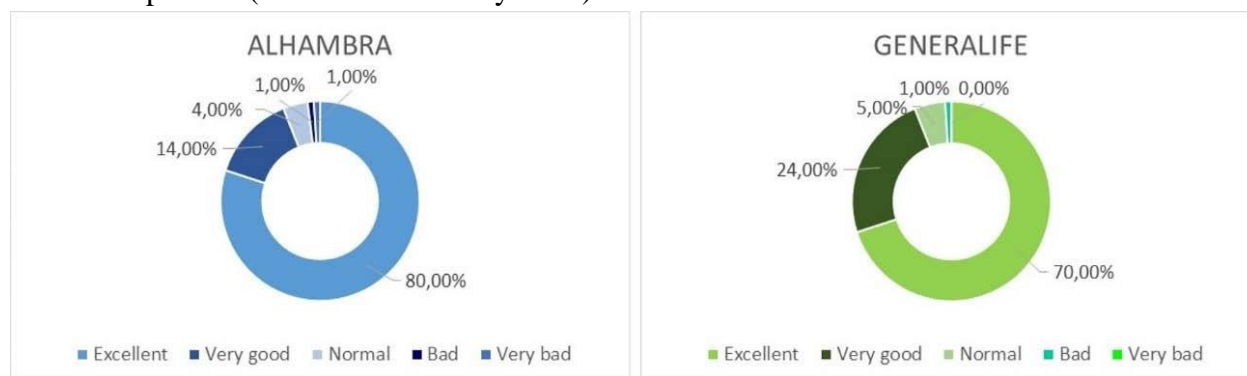 ALHAMBRA
1,00%
1,00%
4,00%
14,00%
80,00%
Excellent Very good Normal Bad Very bad
GENERALIFE
1,00%
0,00%
5,00%
24,00%
70,00%
Excellent Very good Normal Bad Very bad